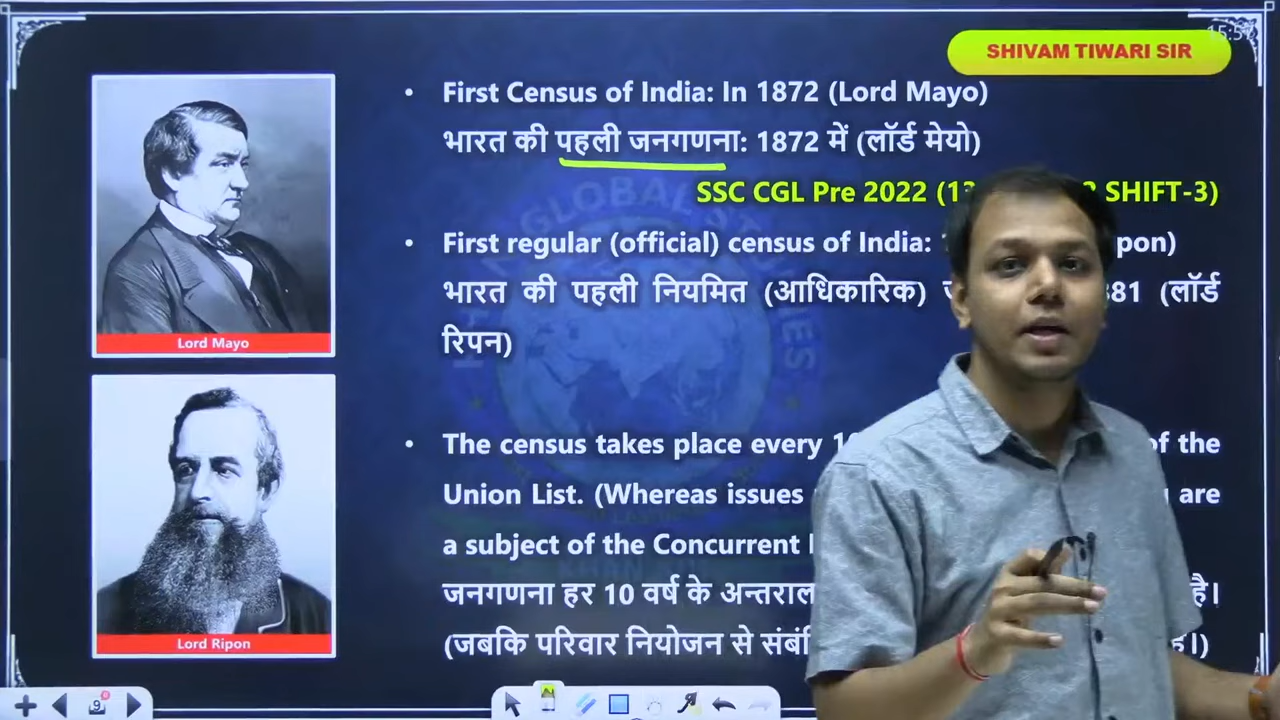 SHIVAM TIWARI SIR
First Census of India: In 1872 (Lord Mayo)
भारत की पहली जनगणना: 1872 में (लॉर्ड मेयो)
SSC CGL Pre 2022 (13 SHIFT-3)
First regular (official) census of India:
भारत की पहली नियमित (आधिकारिक) 881 (लॉर्ड
रिपन)
Lord Mayo
The census takes place every of the
Union List. (Whereas issues are
a subject of the Concurrent
जनगणना हर 10 वर्ष के अन्तराल है।
(जबकि परिवार नियोजन से
Lord Ripon